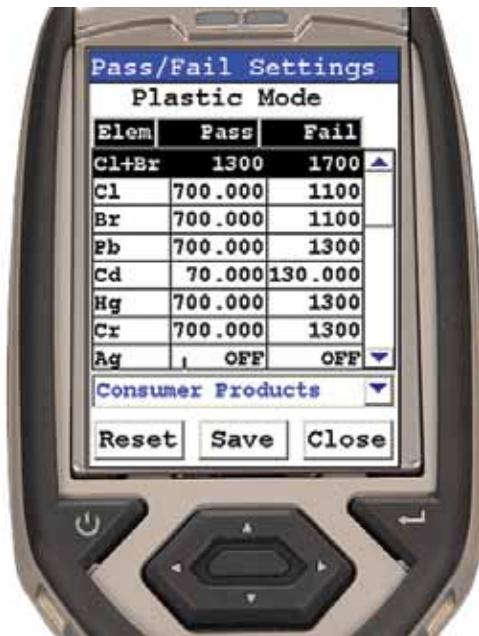 Pass/Fail Settings
Plastic Mode
Elem Pass Fail
Cl+Br 1300 1700
Cl 700.000 1100
Br 700.000 1100
Pb 700.000 1300
Cd 70.000 130.000
Hg 700.000 1300
Cr 700.000 1300
Ag OFF OFF
Consumer Products
Reset Save Close